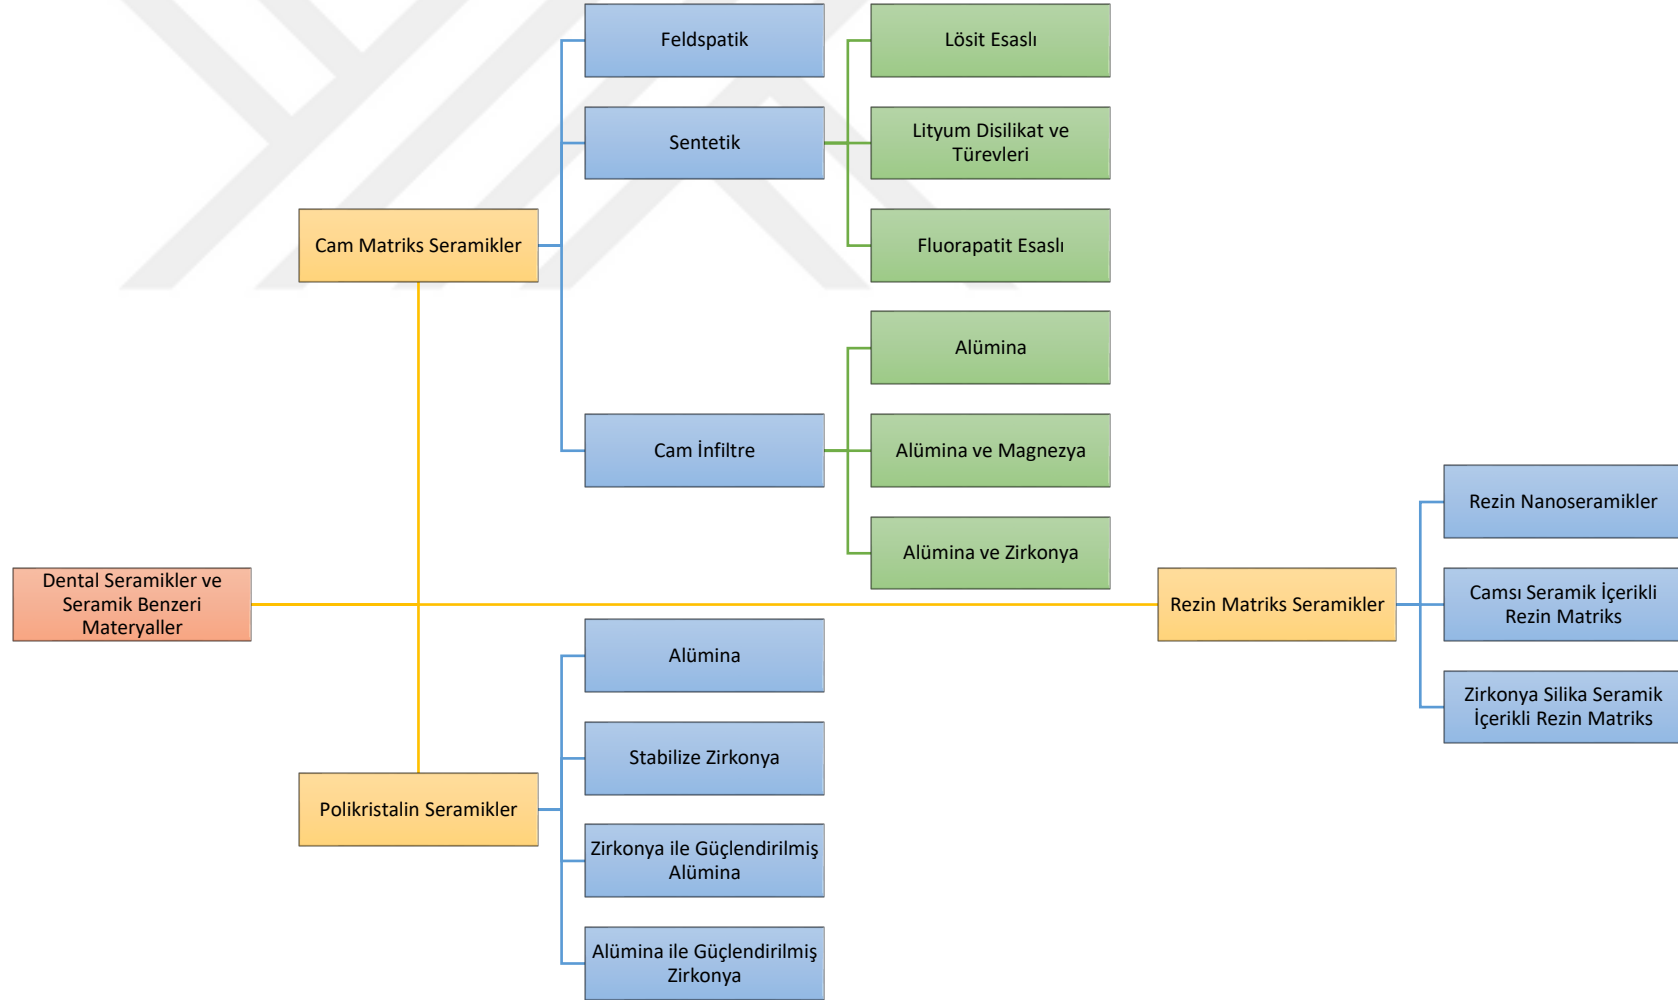 Feldspatik
Lösit Esaslı
Sentetik
Lityum Disilikat ve
Türevleri
Cam Matriks Seramikler
Fluorapatit Esaslı
Alümina
Cam İnfiltre
Alümina ve Magnezya
Alümina ve Zirkonya
Dental Seramikler ve
Seramik Benzeri
Materyaller
Rezin Matriks Seramikler
Rezin Nanoseramikler
Camsı Seramik İçerikli
Rezin Matriks
Zirkonya Silika Seramik
İçerikli Rezin Matriks
Alümina
Stabilize Zirkonya
Polikristalin Seramikler
Zirkonya ile Güçlendirilmiş
Alümina
Alümina ile Güçlendirilmiş
Zirkonya